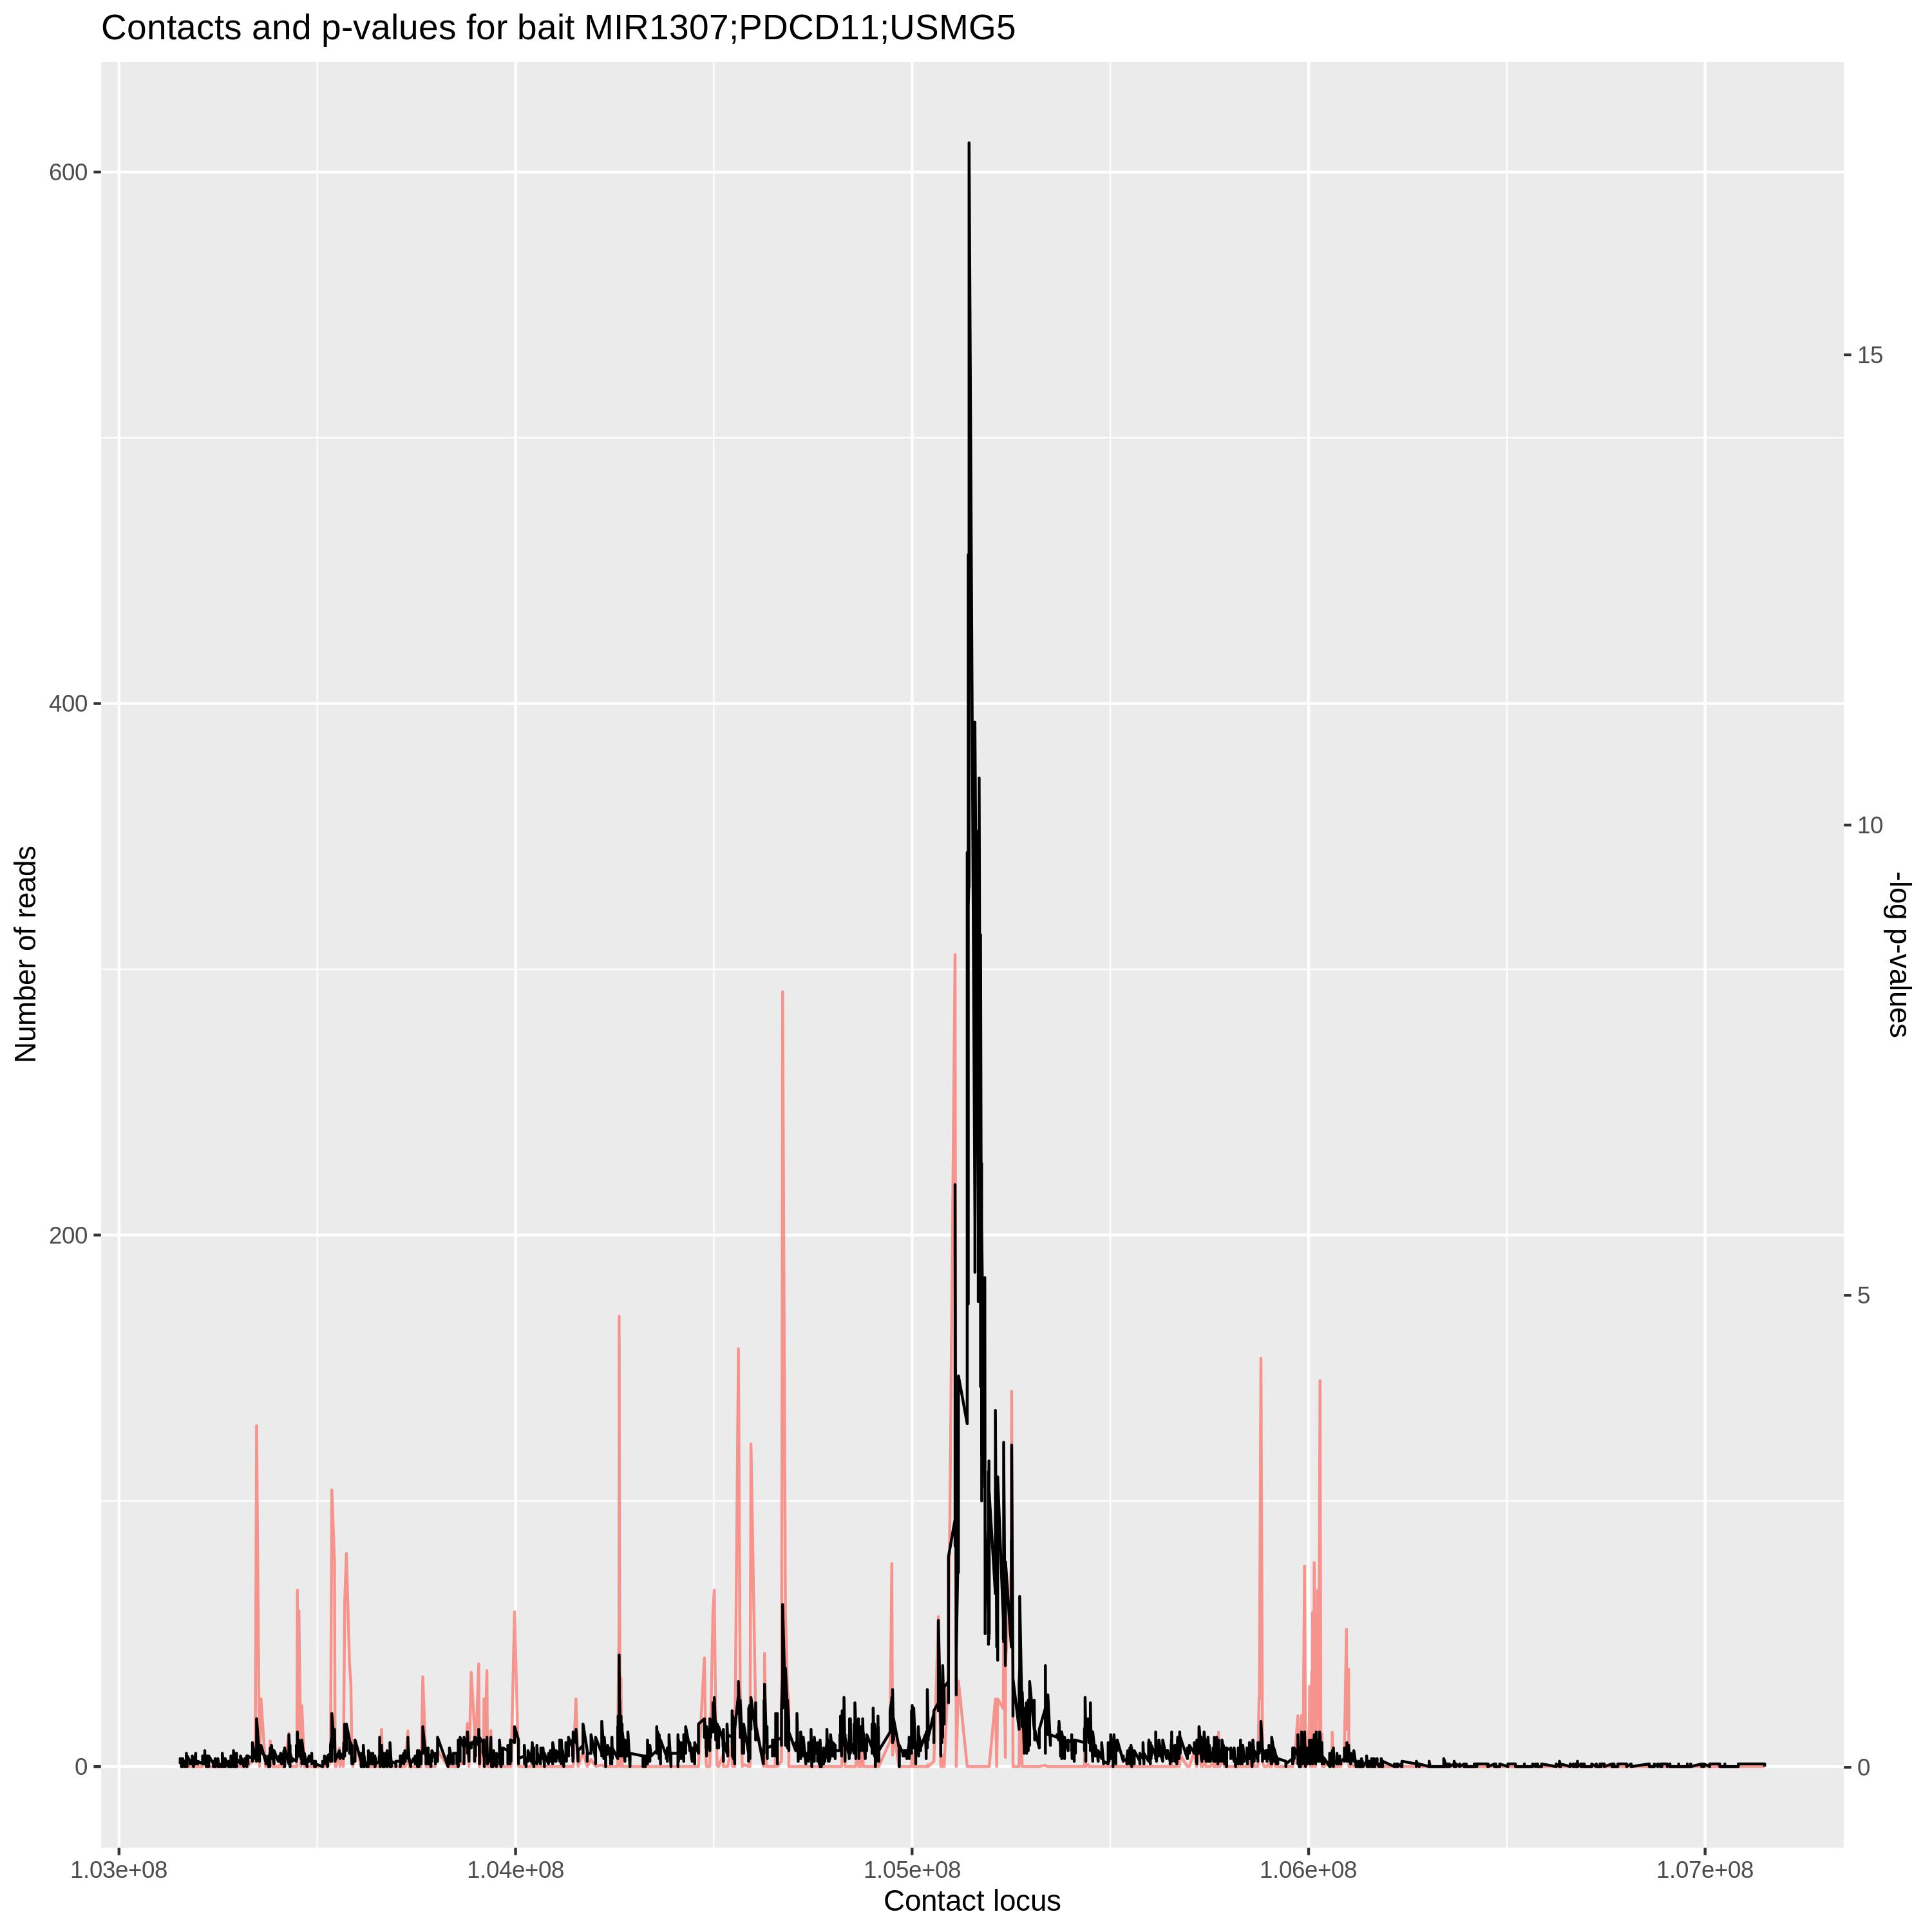 Contacts and p-values for bait MIR1307;PDCD11;USMG5
600
400
200
0
Number of reads
15
10
5
0
-log p-values
1.03e+08
1.04e+08
1.05e+08
1.06e+08
1.07e+08
Contact locus